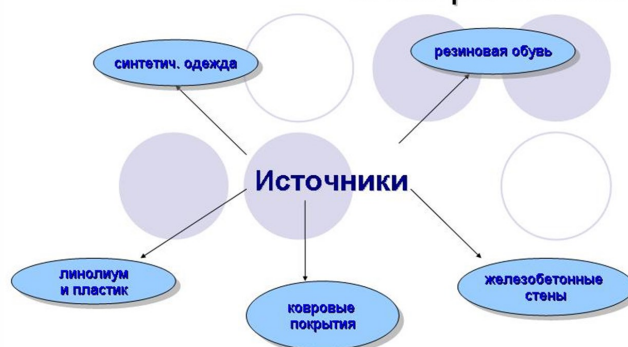 синтетич. одежда
резиновая обувь
Источники
линолиум
и пластик
ковровые
покрытия
железобетонные
стены